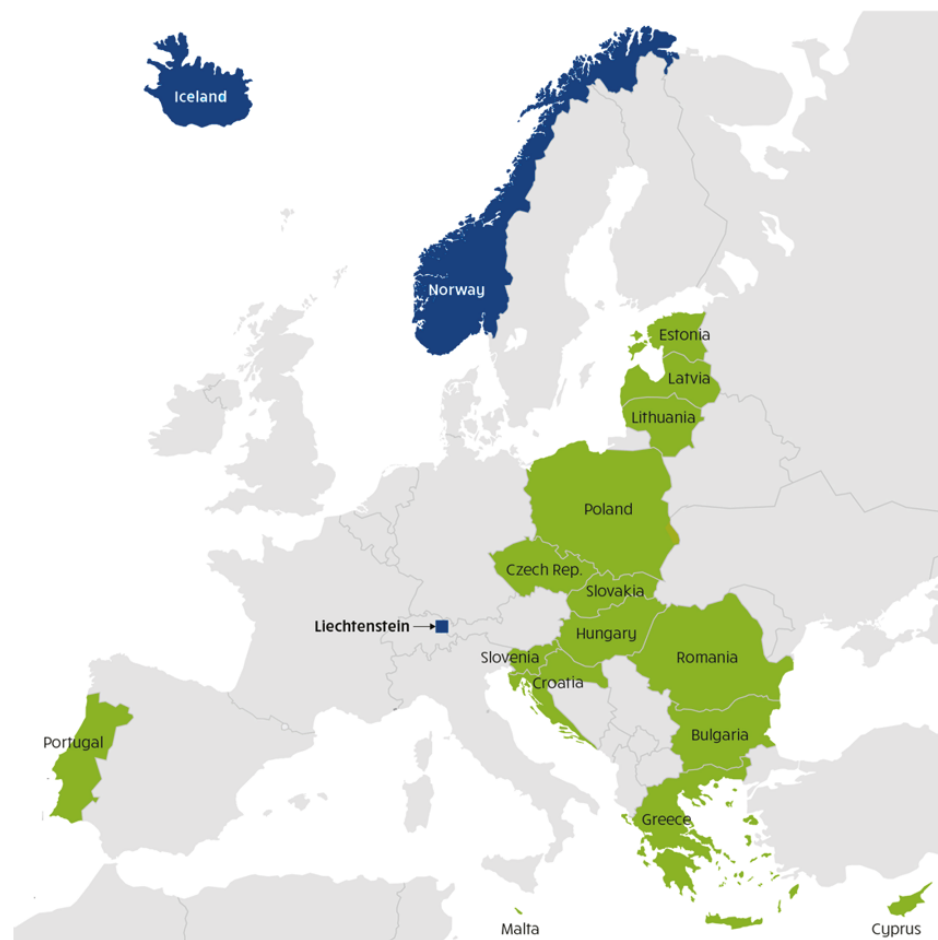 Iceland
Norway
Estonia
Latvia
Lithuania
Poland
Czech Rep.
Slovakia
Liechtenstein
Hungary
Slovenia
Romania
Croatia
Bulgaria
Portugal
Greece
Malta
Cyprus